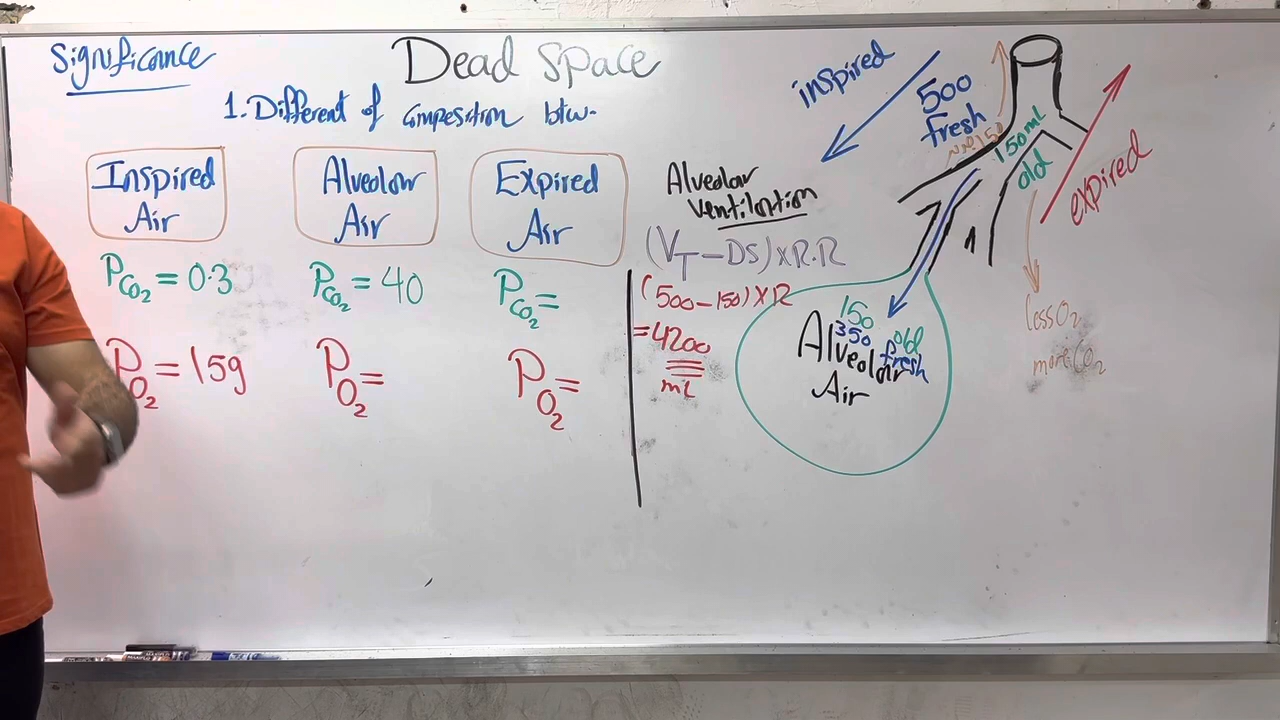 Significance
Dead Space
1. Different of Composition btw.
Inspired
Air
Alveolar
Air
Expired
Air
PCO2 = 0.3
PCO2 = 40
PCO2 =
PO2 = 159
PO2 =
PO2 =
Alveolar
Ventilation
(VT - DS) x R.R
(500 - 150) x R
= 4200
mL
inspired
500
fresh
150
150 ml
old
expired
150 old
350 fresh
Alveolar
Air
less O2
more CO2